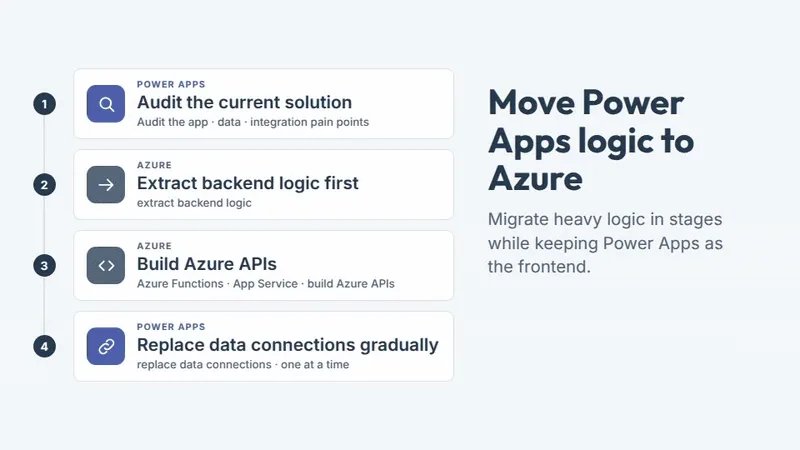 1
POWER APPS
Audit the current solution
Audit the app · data · integration pain points
2
AZURE
Extract backend logic first
extract backend logic
3
AZURE
Build Azure APIs
Azure Functions · App Service · build Azure APIs
4
POWER APPS
Replace data connections gradually
replace data connections · one at a time
Move Power
Apps logic to
Azure
Migrate heavy logic in stages
while keeping Power Apps as
the frontend.